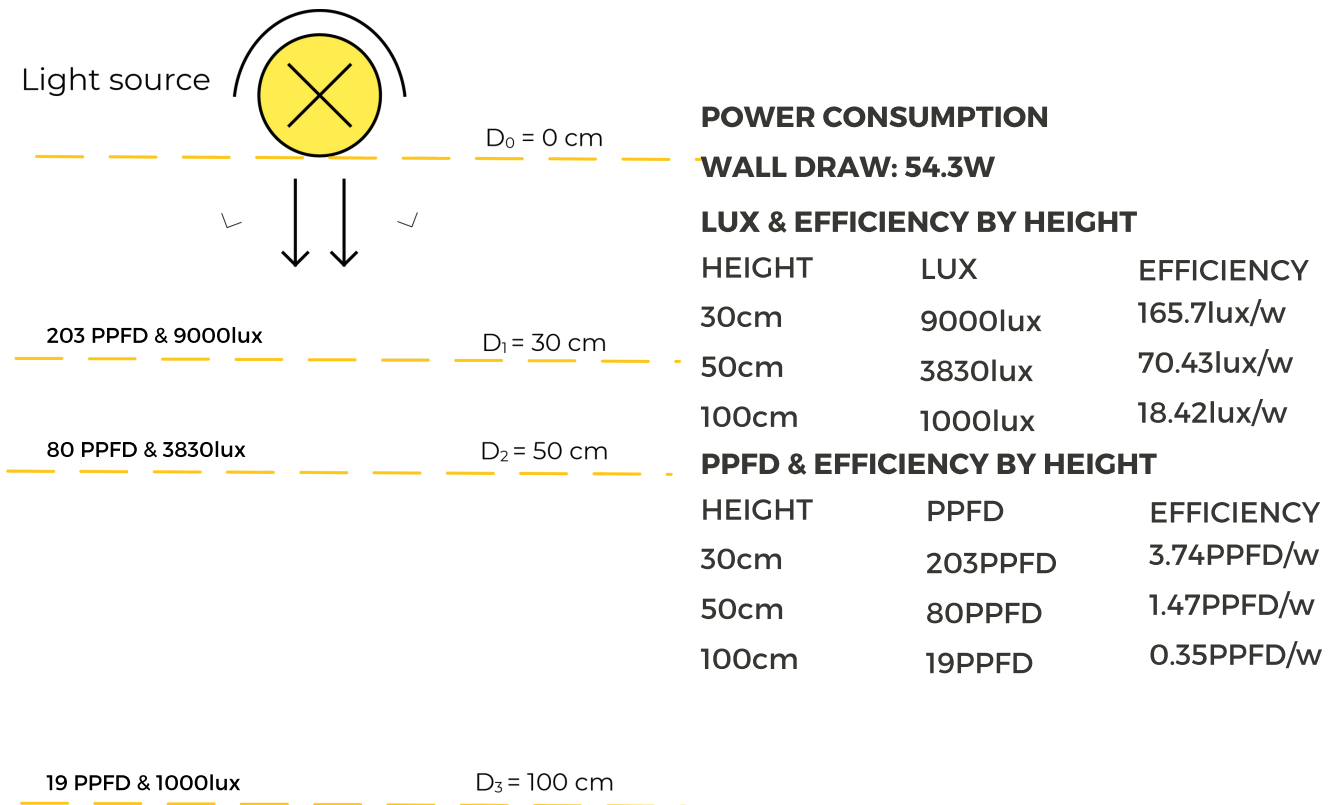 Light source
D₀ = 0 cm
203 PPFD & 9000lux
D₁ = 30 cm
80 PPFD & 3830lux
D₂ = 50 cm
19 PPFD & 1000lux
D₃ = 100 cm
POWER CONSUMPTION
WALL DRAW: 54.3W
LUX & EFFICIENCY BY HEIGHT
HEIGHT LUX EFFICIENCY
30cm 9000lux 165.7lux/w
50cm 3830lux 70.43lux/w
100cm 1000lux 18.42lux/w
PPFD & EFFICIENCY BY HEIGHT
HEIGHT PPFD EFFICIENCY
30cm 203PPFD 3.74PPFD/w
50cm 80PPFD 1.47PPFD/w
100cm 19PPFD 0.35PPFD/w